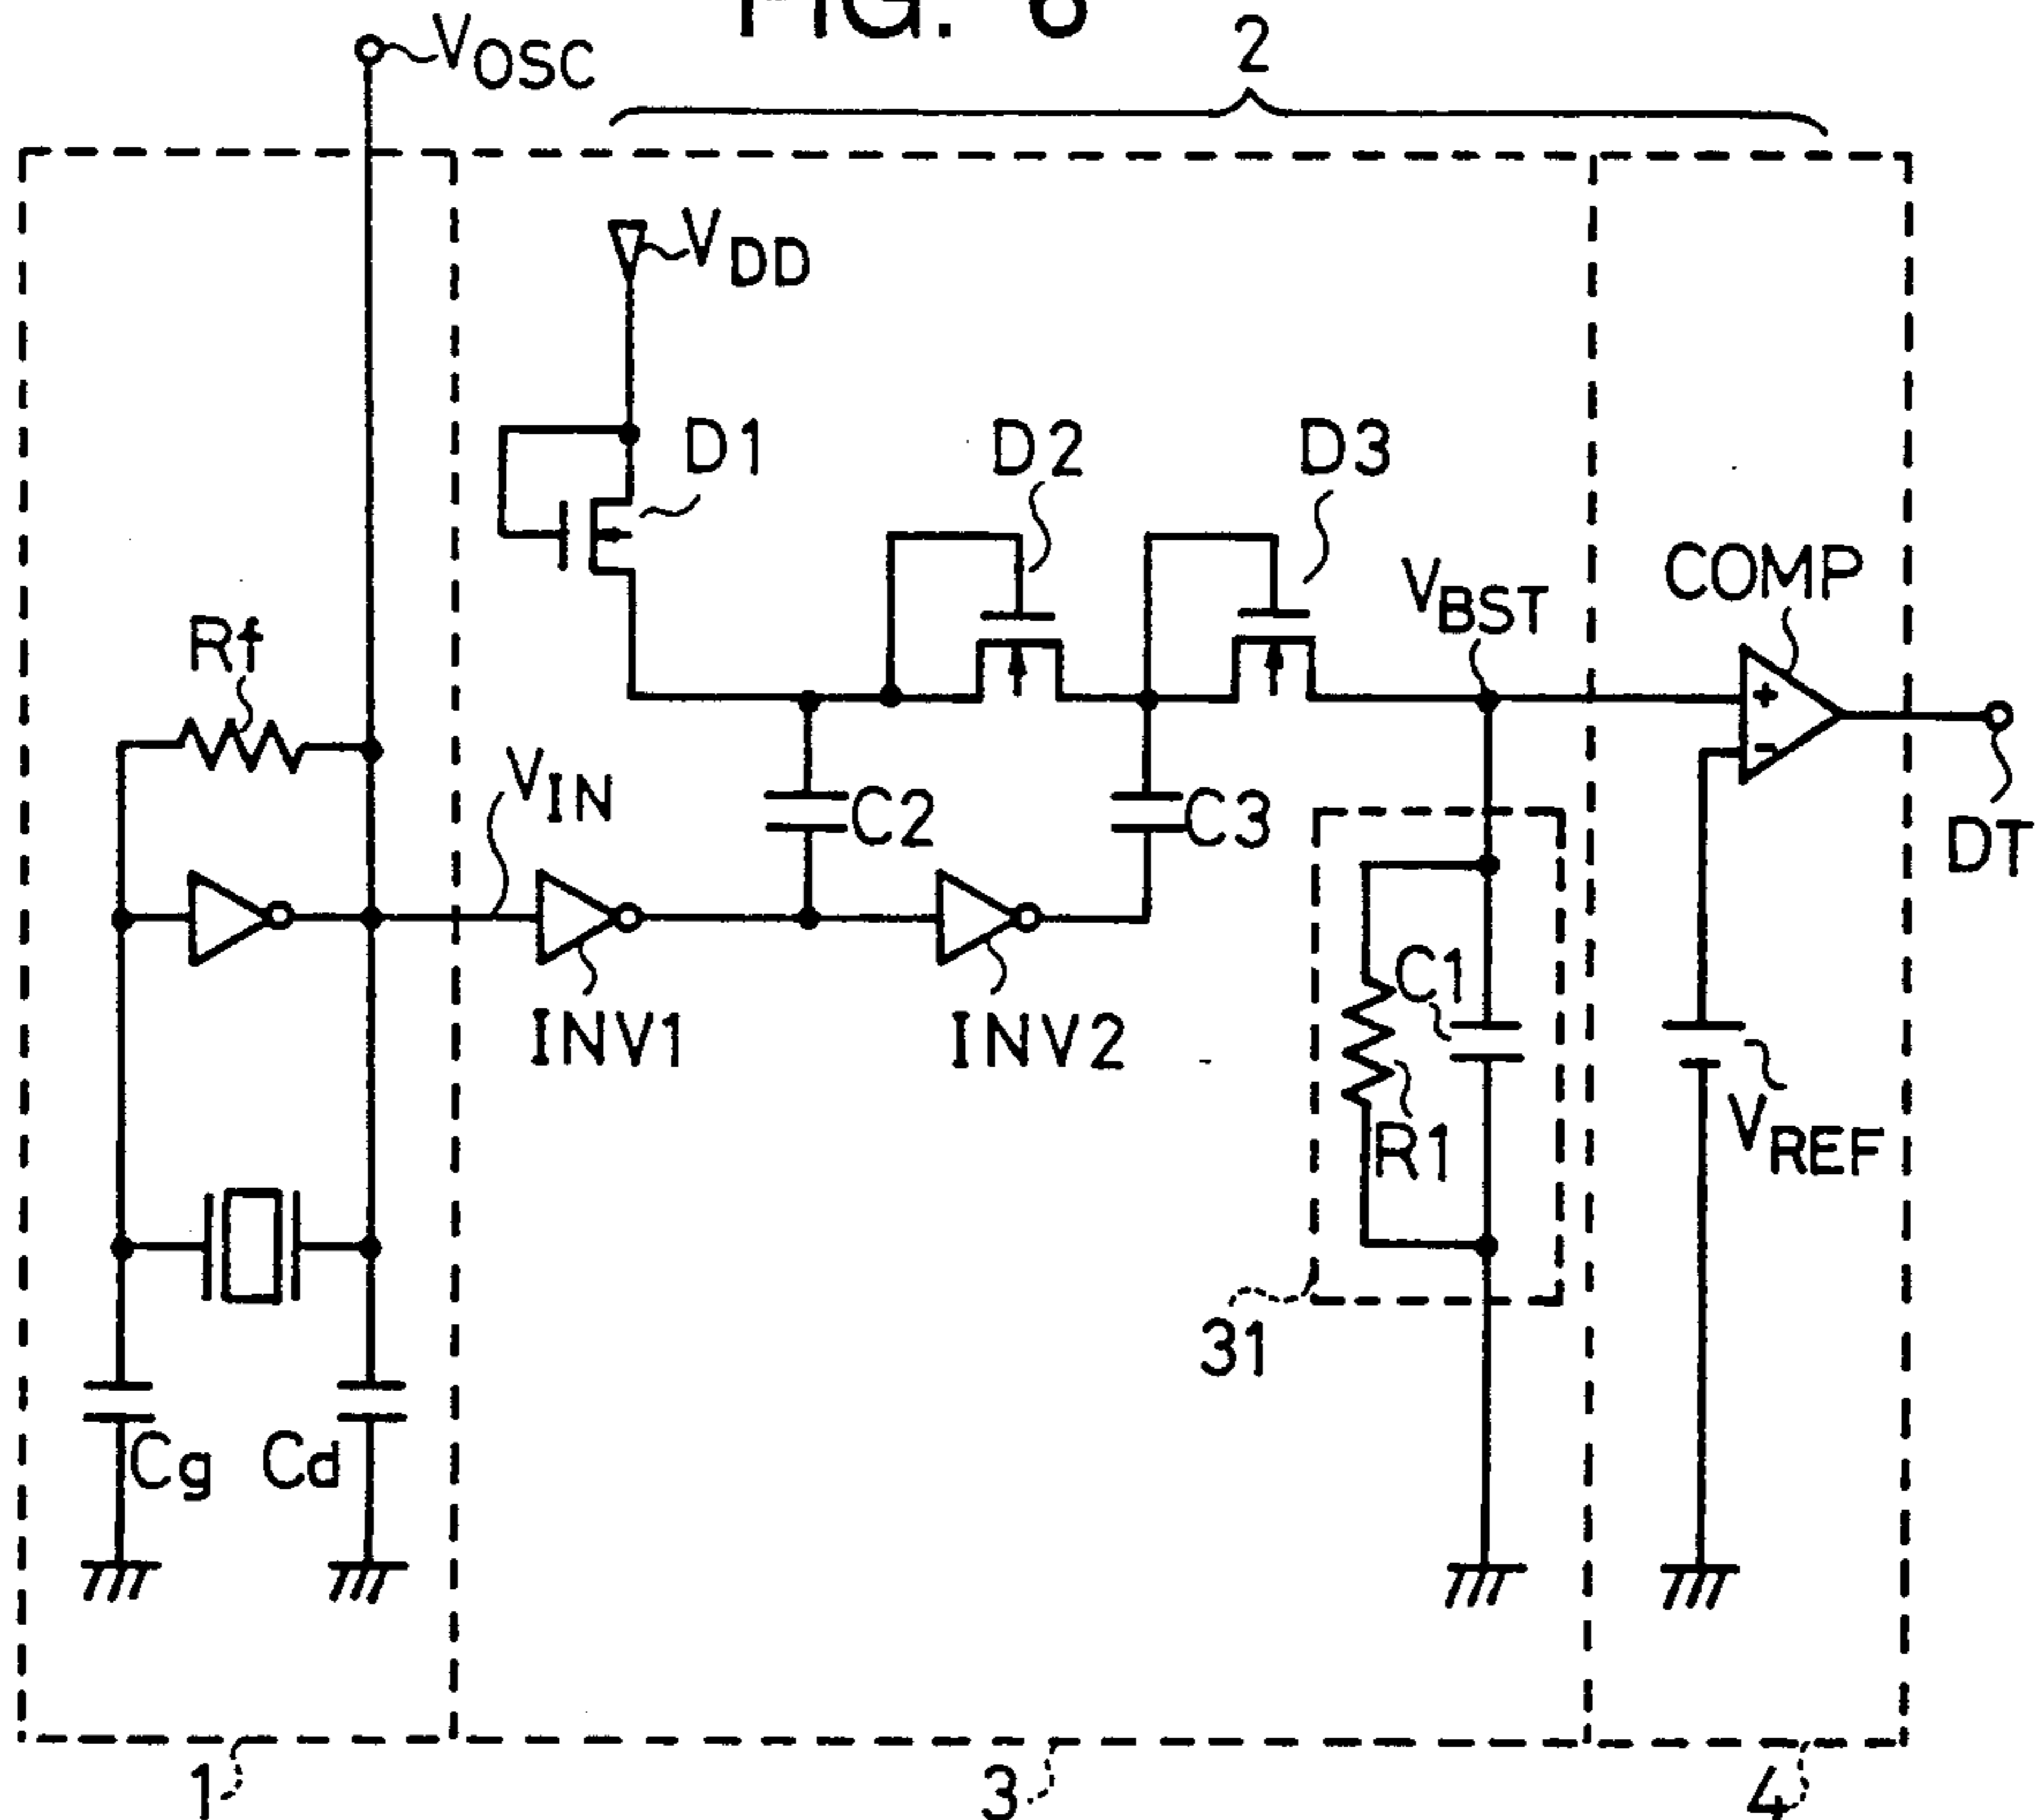 FIG. 6
2
VOSC
VDD
D1
D2
D3
VBST
COMP
Rf
VIN
C2
C3
DT
INV1
INV2
C1
R1
VREF
31
Cg
Cd
1
3
4